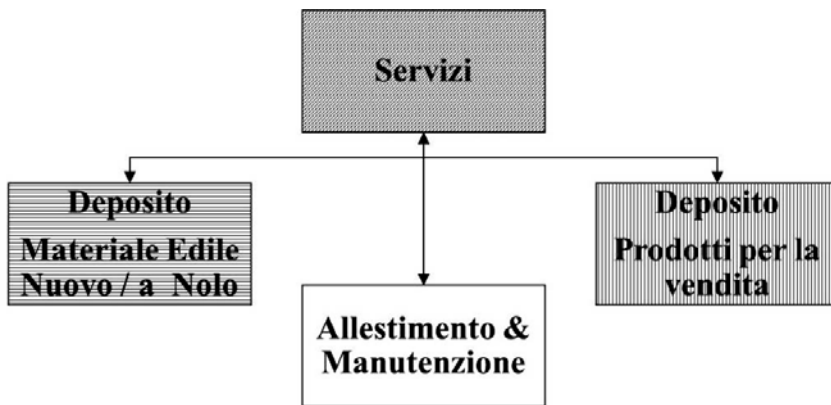 Servizi
Deposito
Materiale Edile
Nuovo / a Nolo
Deposito
Prodotti per la
vendita
Allestimento &
Manutenzione